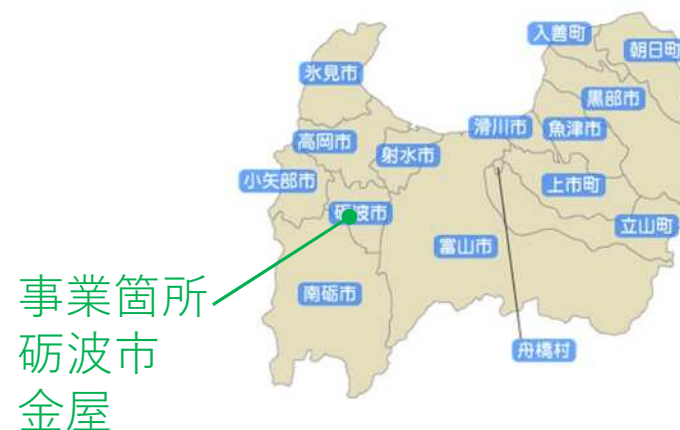 入善町
朝日町
氷見市
黒部市
滑川市
魚津市
高岡市
射水市
小矢部市
上市町
砺波市
立山町
富山市
南砺市
舟橋村
事業箇所
砺波市
金屋